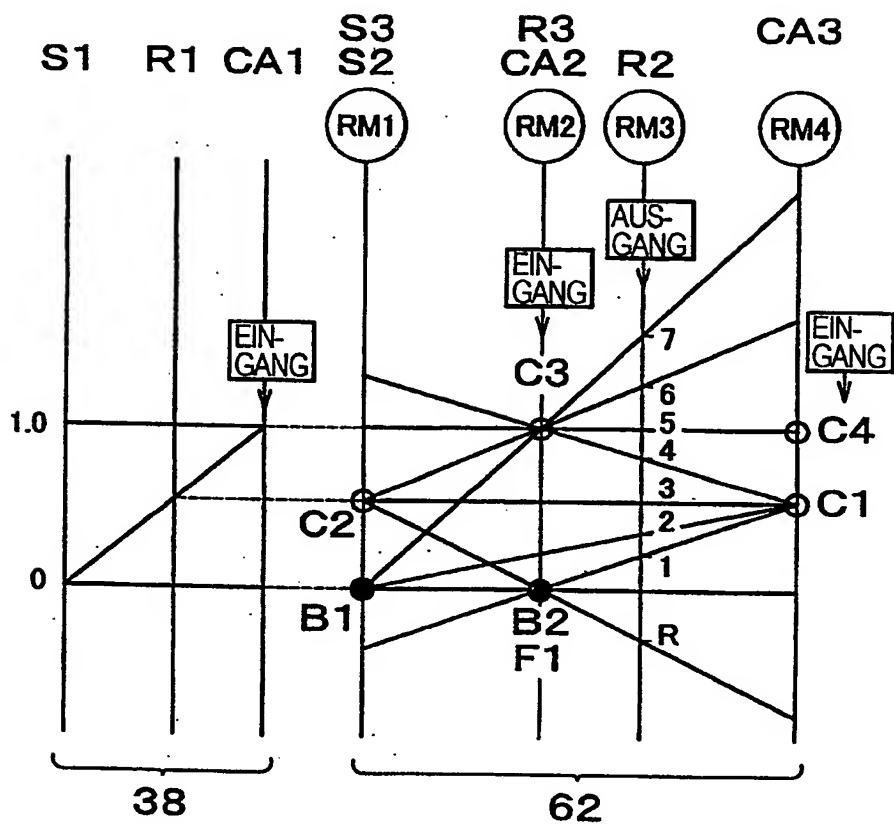 S3 R3 CA3
S1 R1 CA1 S2 CA2 R2
RM1 RM2 RM3 RM4
AUS-
GANG
EIN-
GANG
EIN-
GANG
EIN-
GANG
7
C3
6
1.0
5
C4
4
3
C1
C2
2
1
0
B1
B2
F1
R
38
62